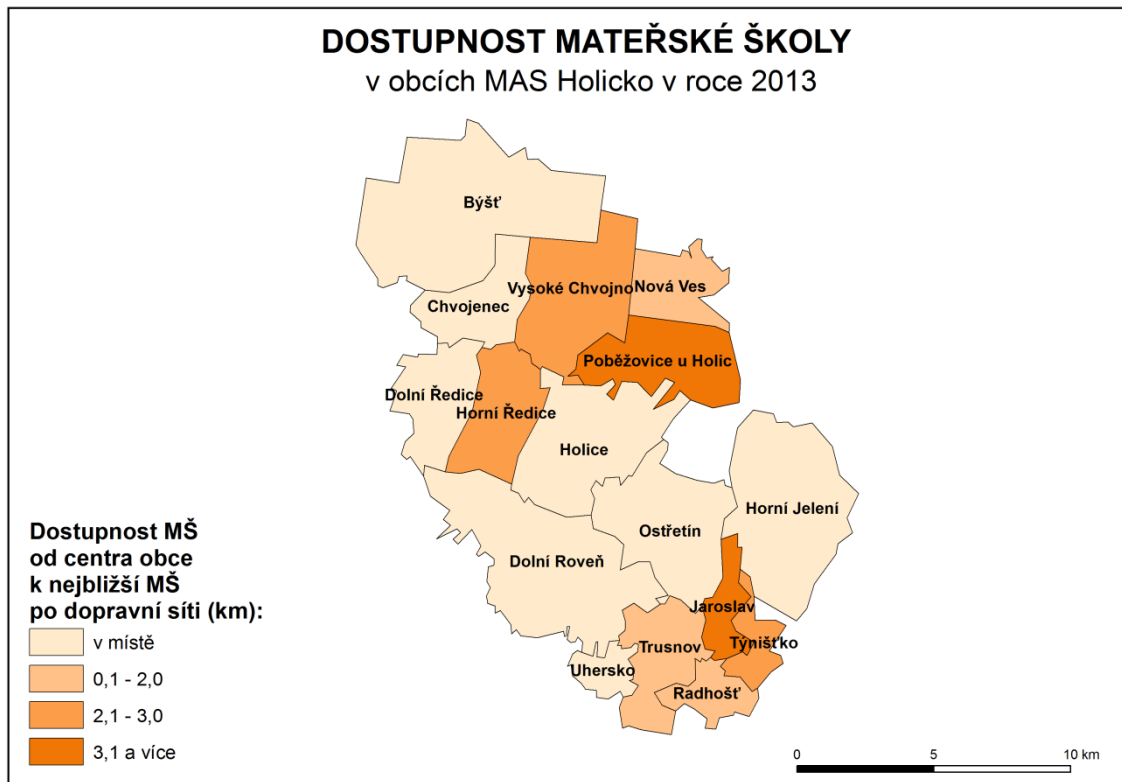 DOSTUPNOST MATEŘSKÉ ŠKOLY
v obcích MAS Holicko v roce 2013
Býšť
Vysoké Chvojno
Nová Ves
Chvojenec
Poběžovice u Holic
Dolní Ředice
Horní Ředice
Holice
Horní Jelení
Ostřetín
Dolní Roveň
Jaroslav
Týnišťko
Trusnov
Uhersko
Radhošť
Dostupnost MŠ
od centra obce
k nejbližší MŠ
po dopravní síti (km):
v místě
0,1 - 2,0
2,1 - 3,0
3,1 a více
0 5 10 km